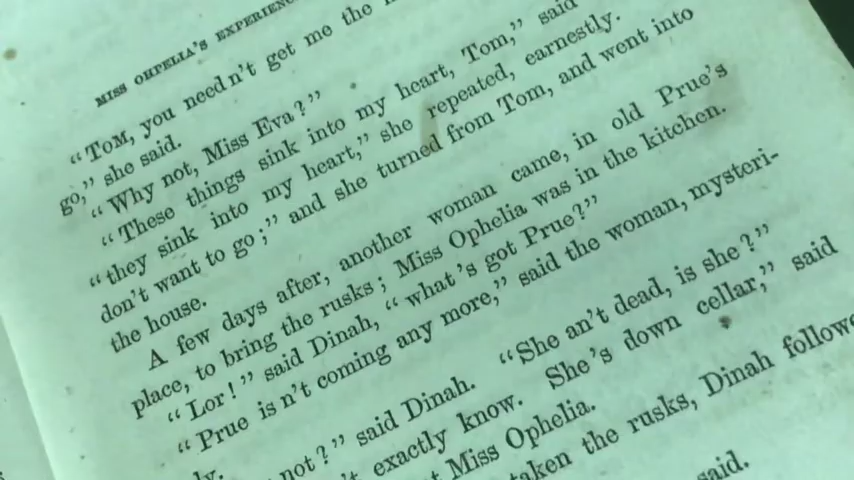 MISS OHPELIA'S EXPERIENC
“TOM, you need n't get me the
go,” she said.
“Why not, Miss Eva?”
“These things sink into my heart, Tom,” said
“they sink into my heart,” she repeated, earnestly.
don't want to go;” and she turned from Tom, and went into
the house.
A few days after, another woman came, in old Prue's
place, to bring the rusks; Miss Ophelia was in the kitchen.
“Lor!” said Dinah, “what's got Prue?”
“Prue is n't coming any more,” said the woman, mysteri-
ly.
not?” said Dinah. “She an't dead, is she?”
't exactly know. She's down cellar,” said
t Miss Ophelia.
taken the rusks, Dinah followe
said.